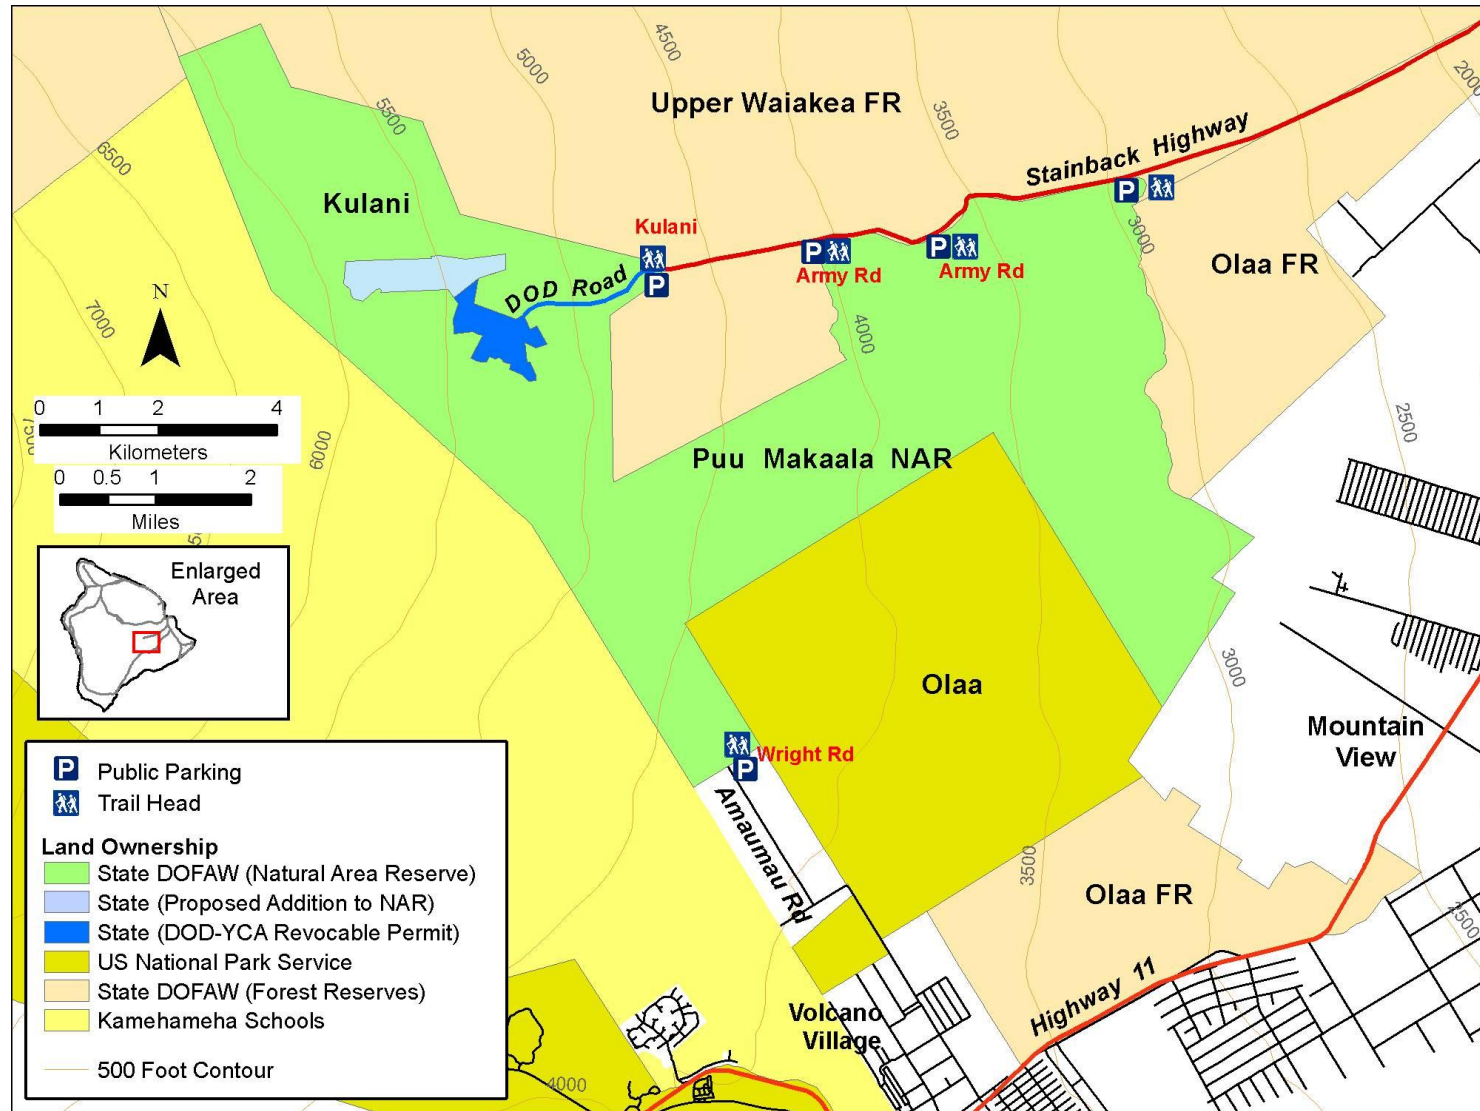 4500
5000
2000
Upper Waiakea FR
5500
3500
Stainback Highway
6500
P
Kulani
P
Kulani
3000
P
P
Army Rd
Army Rd
Olaa FR
DOD Road
P
N
7000
4000
0 1 2 4
Kilometers
2500
6000
Puu Makaala NAR
0 0.5 1 2
Miles
Enlarged
Area
3000
Olaa
Mountain
View
Wright Rd
P
Amaumau Rd
3500
Olaa FR
2500
P Public Parking
Trail Head
Land Ownership
State DOFAW (Natural Area Reserve)
State (Proposed Addition to NAR)
State (DOD-YCA Revocable Permit)
US National Park Service
State DOFAW (Forest Reserves)
Kamehameha Schools
500 Foot Contour
Highway 11
Volcano
Village
4000